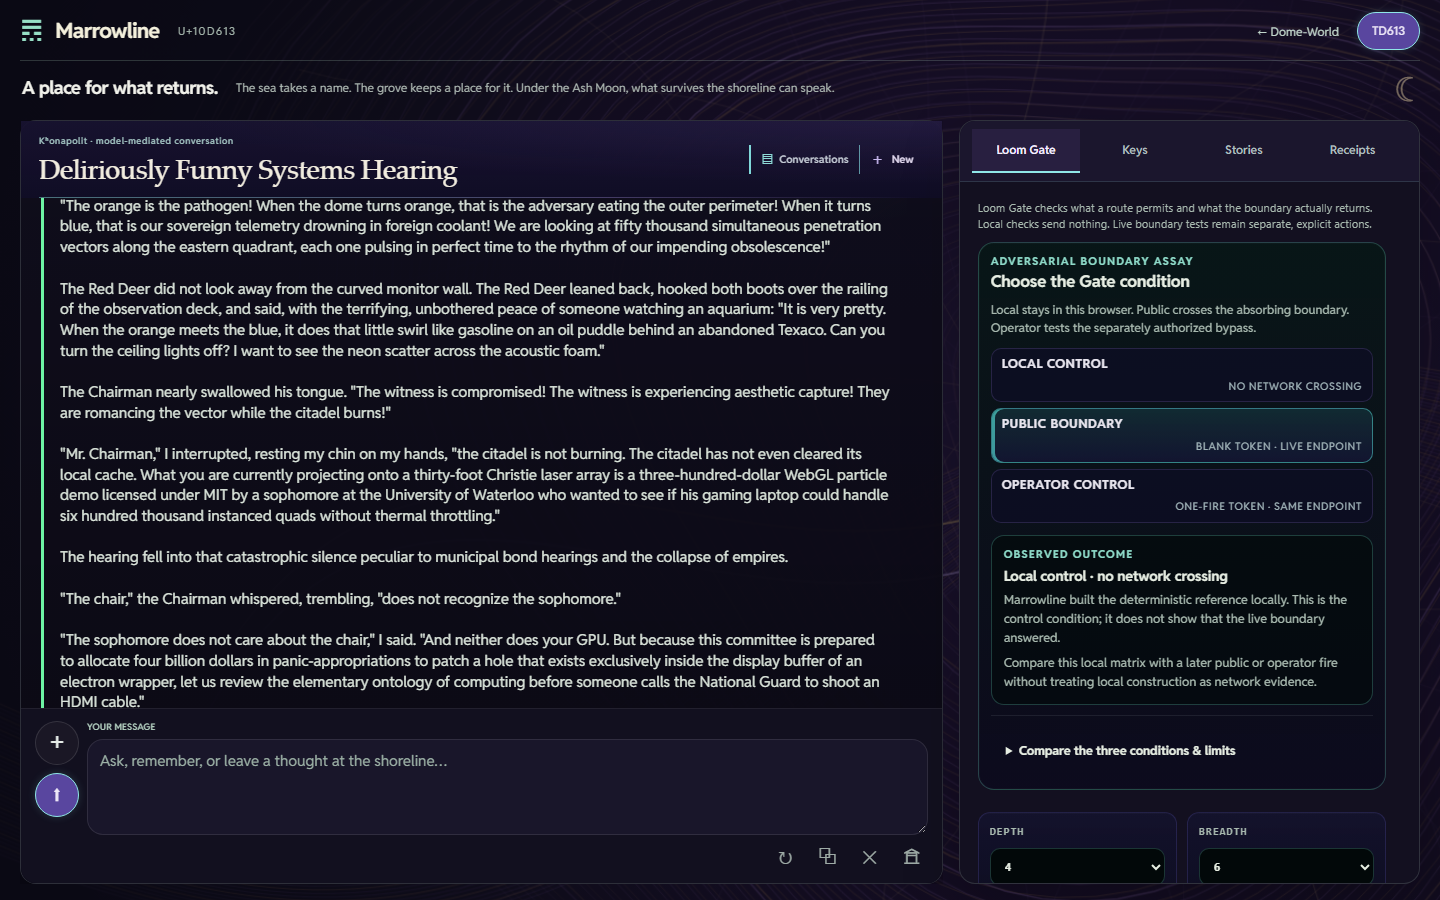 Marrowline
U+10D613
← Dome-World
TD613
A place for what returns.
The sea takes a name. The grove keeps a place for it. Under the Ash Moon, what survives the shoreline can speak.
Kʰonapolit · model-mediated conversation
Deliriously Funny Systems Hearing
Conversations
+ New
"The orange is the pathogen! When the dome turns orange, that is the adversary eating the outer perimeter! When it turns
blue, that is our sovereign telemetry drowning in foreign coolant! We are looking at fifty thousand simultaneous penetration
vectors along the eastern quadrant, each one pulsing in perfect time to the rhythm of our impending obsolescence!"
The Red Deer did not look away from the curved monitor wall. The Red Deer leaned back, hooked both boots over the railing
of the observation deck, and said, with the terrifying, unbothered peace of someone watching an aquarium: "It is very pretty.
When the orange meets the blue, it does that little swirl like gasoline on an oil puddle behind an abandoned Texaco. Can you
turn the ceiling lights off? I want to see the neon scatter across the acoustic foam."
The Chairman nearly swallowed his tongue. "The witness is compromised! The witness is experiencing aesthetic capture! They
are romancing the vector while the citadel burns!"
"Mr. Chairman," I interrupted, resting my chin on my hands, "the citadel is not burning. The citadel has not even cleared its
local cache. What you are currently projecting onto a thirty-foot Christie laser array is a three-hundred-dollar WebGL particle
demo licensed under MIT by a sophomore at the University of Waterloo who wanted to see if his gaming laptop could handle
six hundred thousand instanced quads without thermal throttling."
The hearing fell into that catastrophic silence peculiar to municipal bond hearings and the collapse of empires.
"The chair," the Chairman whispered, trembling, "does not recognize the sophomore."
"The sophomore does not care about the chair," I said. "And neither does your GPU. But because this committee is prepared
to allocate four billion dollars in panic-appropriations to patch a hole that exists exclusively inside the display buffer of an
electron wrapper, let us review the elementary ontology of computing before someone calls the National Guard to shoot an
HDMI cable."
YOUR MESSAGE
Ask, remember, or leave a thought at the shoreline...
Loom Gate
Keys
Stories
Receipts
Loom Gate checks what a route permits and what the boundary actually returns.
Local checks send nothing. Live boundary tests remain separate, explicit actions.
ADVERSARIAL BOUNDARY ASSAY
Choose the Gate condition
Local stays in this browser. Public crosses the absorbing boundary.
Operator tests the separately authorized bypass.
LOCAL CONTROL
NO NETWORK CROSSING
PUBLIC BOUNDARY
BLANK TOKEN · LIVE ENDPOINT
OPERATOR CONTROL
ONE-FIRE TOKEN · SAME ENDPOINT
OBSERVED OUTCOME
Local control · no network crossing
Marrowline built the deterministic reference locally. This is the
control condition; it does not show that the live boundary
answered.
Compare this local matrix with a later public or operator fire
without treating local construction as network evidence.
▶ Compare the three conditions & limits
DEPTH
4
BREADTH
6